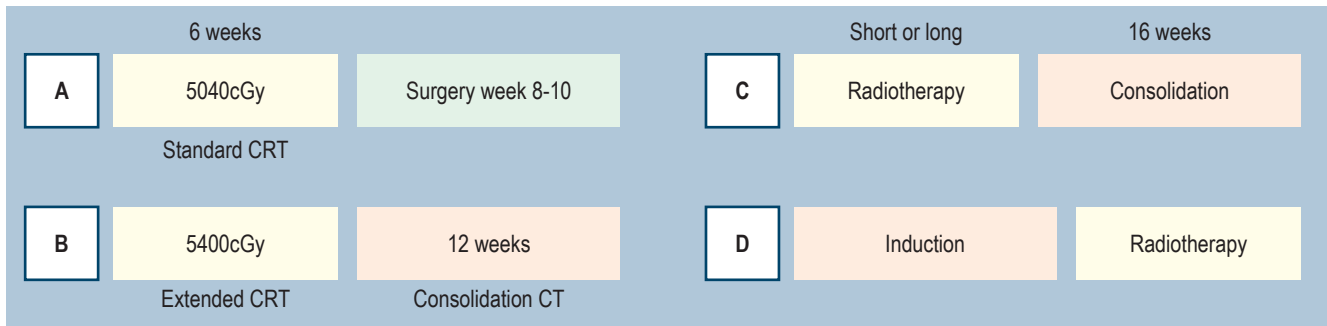 6 weeks
A
5040cGy
Surgery week 8-10
Standard CRT
B
5400cGy
12 weeks
Extended CRT
Consolidation CT
Short or long
16 weeks
C
Radiotherapy
Consolidation
D
Induction
Radiotherapy